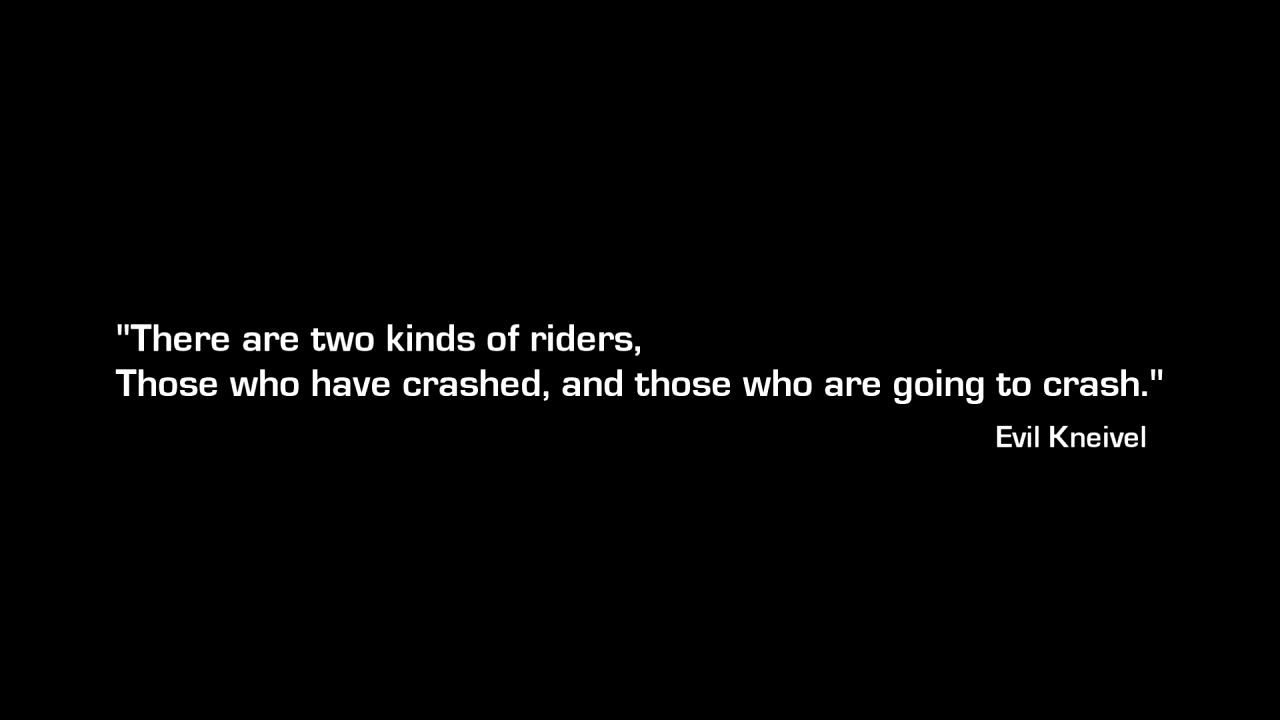 "There are two kinds of riders,
Those who have crashed, and those who are going to crash."
Evil Kneivel